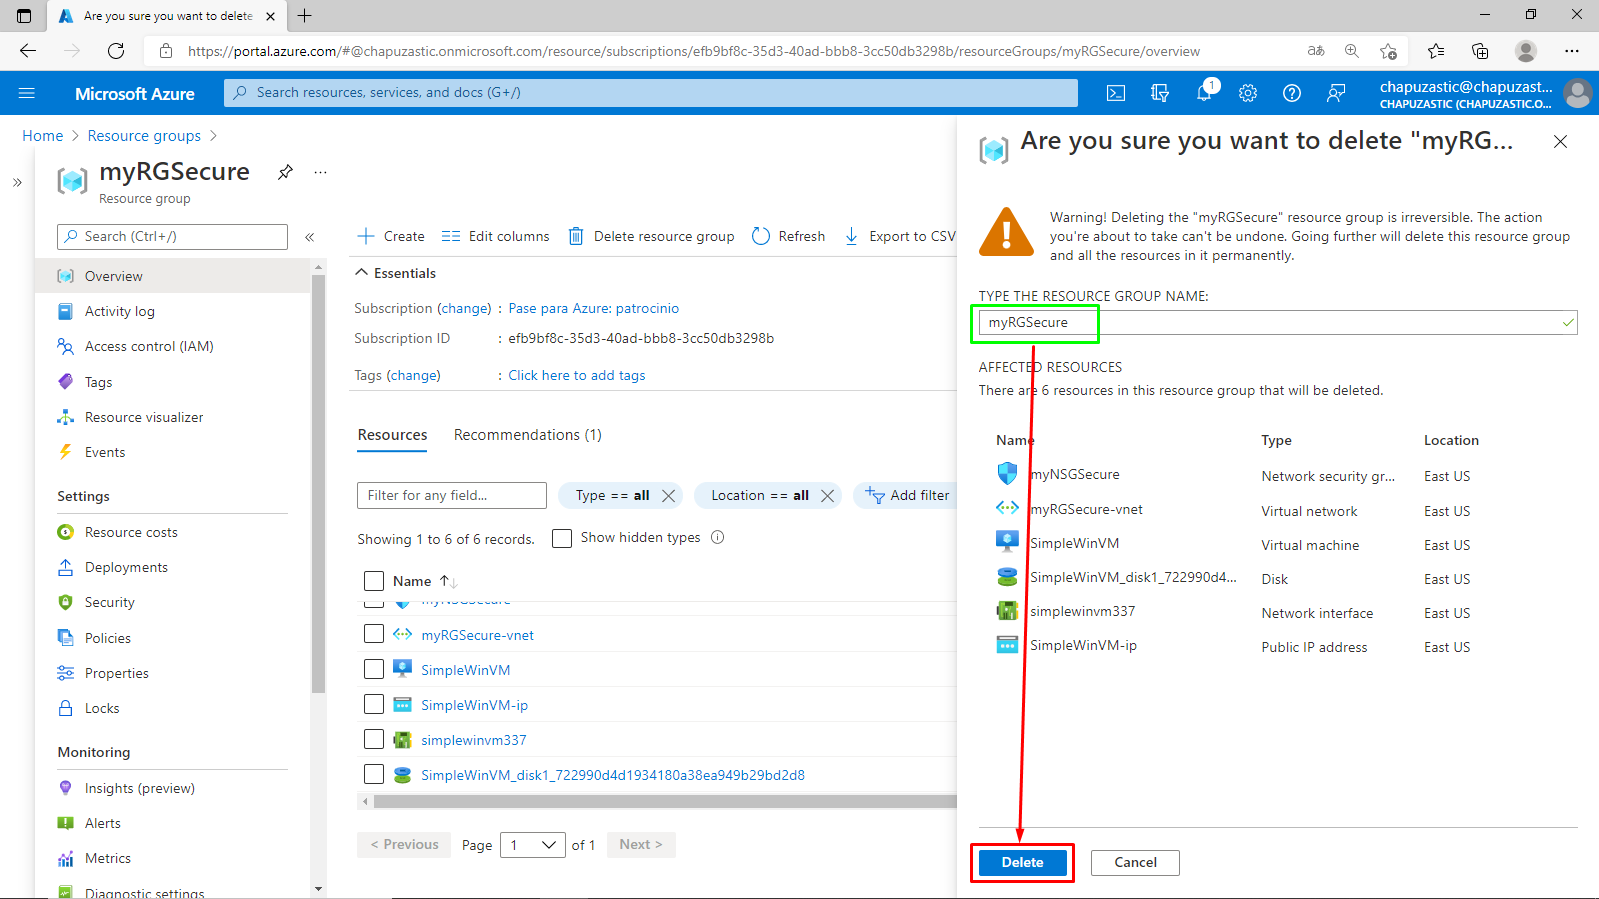 Are you sure you want to delete
https://portal.azure.com/#@chapuzastic.onmicrosoft.com/resource/subscriptions/efb9bf8c-35d3-40ad-bbb8-3cc50db3298b/resourceGroups/myRGSecure/overview
Microsoft Azure
Search resources, services, and docs (G+/)
1
chapuzastic@chapuzast...
CHAPUZASTIC (CHAPUZASTIC.O...
Home > Resource groups >
myRGSecure
...
Resource group
Search (Ctrl+/)
Overview
Activity log
Access control (IAM)
Tags
Resource visualizer
Events
Settings
Resource costs
Deployments
Security
Policies
Properties
Locks
Monitoring
Insights (preview)
Alerts
Metrics
Diagnostic settings
Create Edit columns Delete resource group Refresh Export to CSV
Essentials
Subscription (change) : Pase para Azure: patrocinio
Subscription ID : efb9bf8c-35d3-40ad-bbb8-3cc50db3298b
Tags (change) : Click here to add tags
Resources Recommendations (1)
Filter for any field... Type == all Location == all Add filter
Showing 1 to 6 of 6 records. Show hidden types
Name
myNSGSecure
myRGSecure-vnet
SimpleWinVM
SimpleWinVM-ip
simplewinvm337
SimpleWinVM_disk1_722990d4d1934180a38ea949b29bd2d8
< Previous Page 1 of 1 Next >
Are you sure you want to delete "myRG...
Warning! Deleting the "myRGSecure" resource group is irreversible. The action
you're about to take can't be undone. Going further will delete this resource group
and all the resources in it permanently.
TYPE THE RESOURCE GROUP NAME:
myRGSecure
AFFECTED RESOURCES
There are 6 resources in this resource group that will be deleted.
Name Type Location
myNSGSecure Network security gr... East US
myRGSecure-vnet Virtual network East US
SimpleWinVM Virtual machine East US
SimpleWinVM_disk1_722990d4... Disk East US
simplewinvm337 Network interface East US
SimpleWinVM-ip Public IP address East US
Delete Cancel